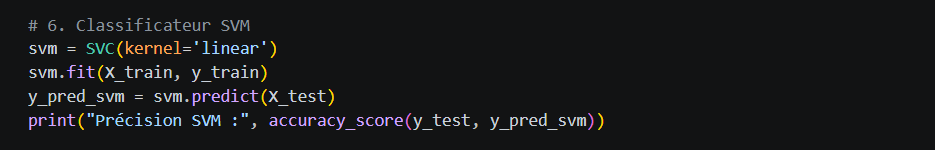 # 6. Classificateur SVM
svm = SVC(kernel='linear')
svm.fit(X_train, y_train)
y_pred_svm = svm.predict(X_test)
print("Précision SVM :", accuracy_score(y_test, y_pred_svm))